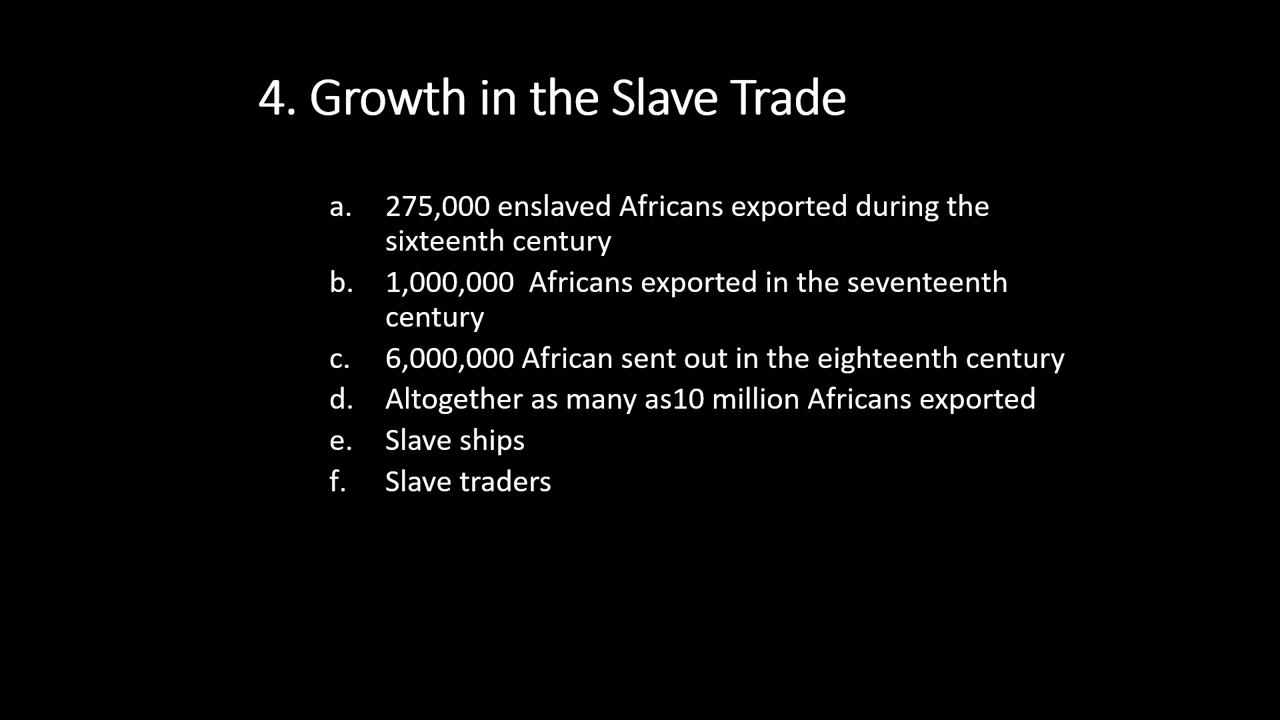 4. Growth in the Slave Trade
a. 275,000 enslaved Africans exported during the
sixteenth century
b. 1,000,000  Africans exported in the seventeenth
century
c. 6,000,000 African sent out in the eighteenth century
d. Altogether as many as10 million Africans exported
e. Slave ships
f. Slave traders